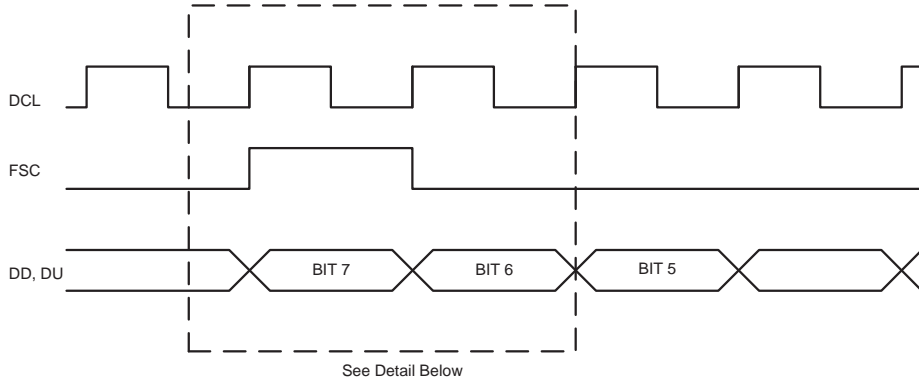 DCL
FSC
DD, DU
BIT 7
BIT 6
BIT 5
See Detail Below